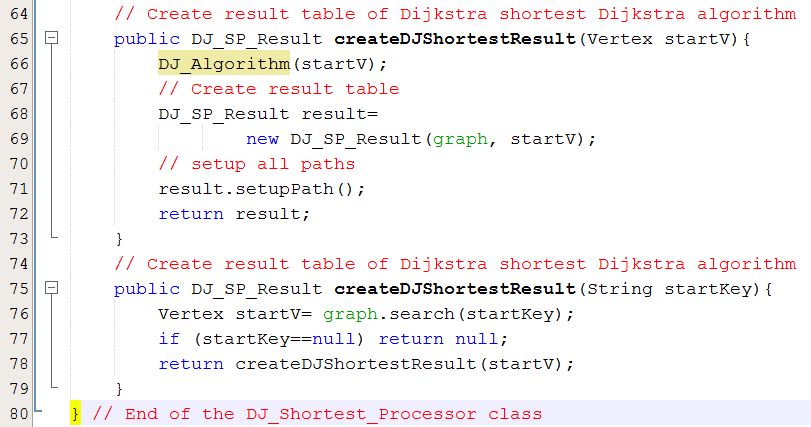 64 // Create result table of Dijkstra shortest Dijkstra algorithm
65 public DJ_SP_Result createDJShortestResult(Vertex startV){
66 DJ_Algorithm(startV);
67 // Create result table
68 DJ_SP_Result result=
69 new DJ_SP_Result(graph, startV);
70 // setup all paths
71 result.setupPath();
72 return result;
73 }
74 // Create result table of Dijkstra shortest Dijkstra algorithm
75 public DJ_SP_Result createDJShortestResult(String startKey){
76 Vertex startV= graph.search(startKey);
77 if (startKey==null) return null;
78 return createDJShortestResult(startV);
79 }
80 } // End of the DJ_Shortest_Processor class